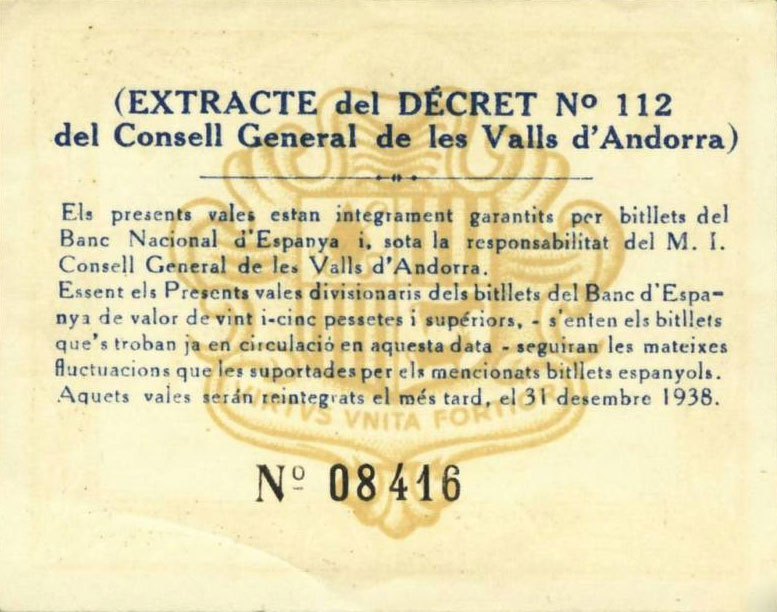 (EXTRACTE del DÉCRET Nº 112
del Consell General de les Valls d'Andorra)
Els presents vales estan integrament garantits per bitllets del
Banc Nacional d'Espanya i, sota la responsabilitat del M. I.
Consell General de les Valls d'Andorra.
Essent els Presents vales divisionaris dels bitllets del Banc d'Espa-
nya de valor de vint i-cinc pessetes i supériors, - s'enten els bitllets
que's troban ja en circulació en aquesta data - seguiran les mateixes
fluctuacions que les suportades per els mencionats bitllets espanyols.
Aquets vales serán reintegrats el més tard, el 31 desembre 1938.
VIRTVS VNITA FORTIOR
Nº 08416